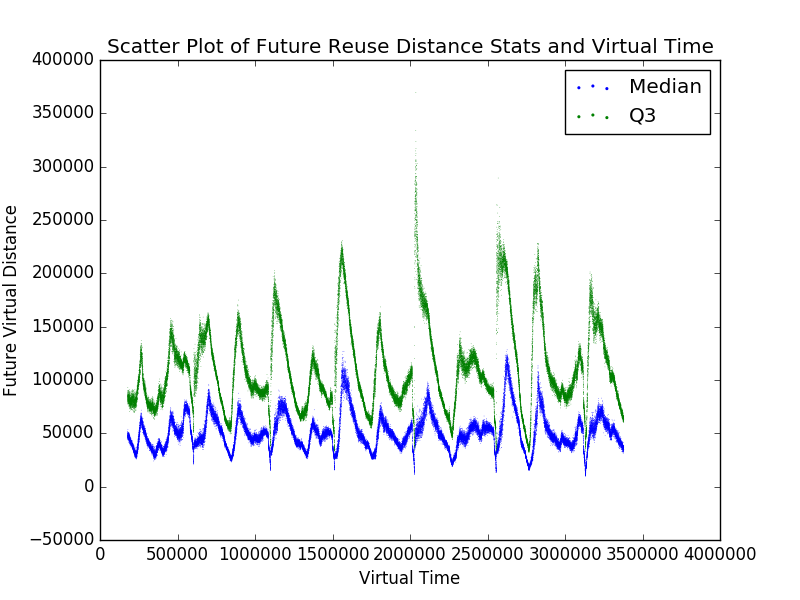 Scatter Plot of Future Reuse Distance Stats and Virtual Time
Median
Q3
Future Virtual Distance
400000
350000
300000
250000
200000
150000
100000
50000
0
−50000
0 500000 1000000 1500000 2000000 2500000 3000000 3500000 4000000
Virtual Time